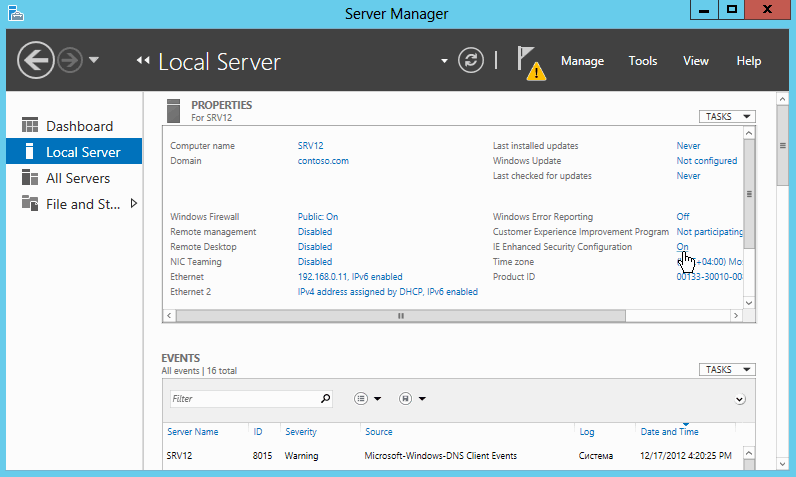 Server Manager
Local Server
Manage Tools View Help
Dashboard
Local Server
All Servers
File and St...
PROPERTIES
For SRV12
TASKS
Computer name SRV12 Last installed updates Never
Domain contoso.com Windows Update Not configured
Last checked for updates Never
Windows Firewall Public: On Windows Error Reporting Off
Remote management Disabled Customer Experience Improvement Program Not participating
Remote Desktop Disabled IE Enhanced Security Configuration On
NIC Teaming Disabled Time zone +04:00) Mos
Ethernet 192.168.0.11, IPv6 enabled Product ID 00133-30010-00
Ethernet 2 IPv4 address assigned by DHCP, IPv6 enabled
EVENTS
All events | 16 total
TASKS
Filter
Server Name ID Severity Source Log Date and Time
SRV12 8015 Warning Microsoft-Windows-DNS Client Events Система 12/17/2012 4:20:25 PM